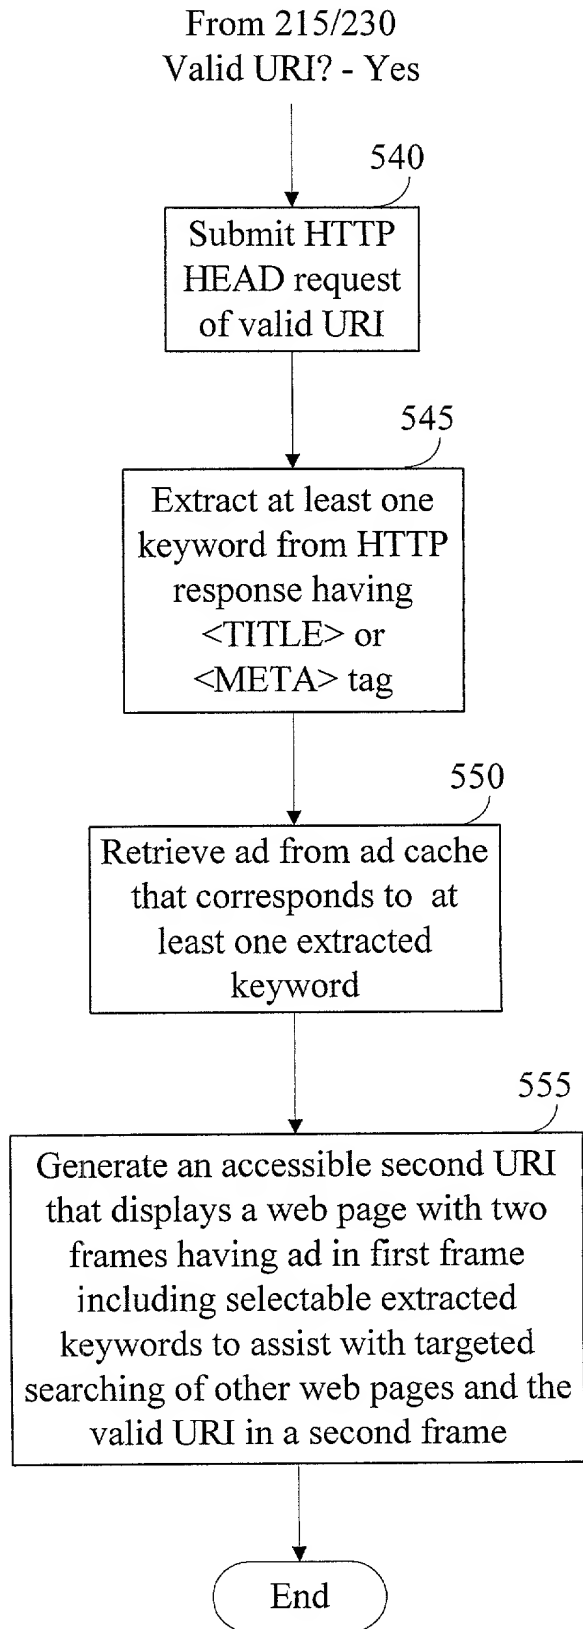 From 215/230
Valid URI? - Yes
540
Submit HTTP
HEAD request
of valid URI
545
Extract at least one
keyword from HTTP
response having
<TITLE> or
<META> tag
550
Retrieve ad from ad cache
that corresponds to at
least one extracted
keyword
555
Generate an accessible second URI
that displays a web page with two
frames having ad in first frame
including selectable extracted
keywords to assist with targeted
searching of other web pages and the
valid URI in a second frame
End